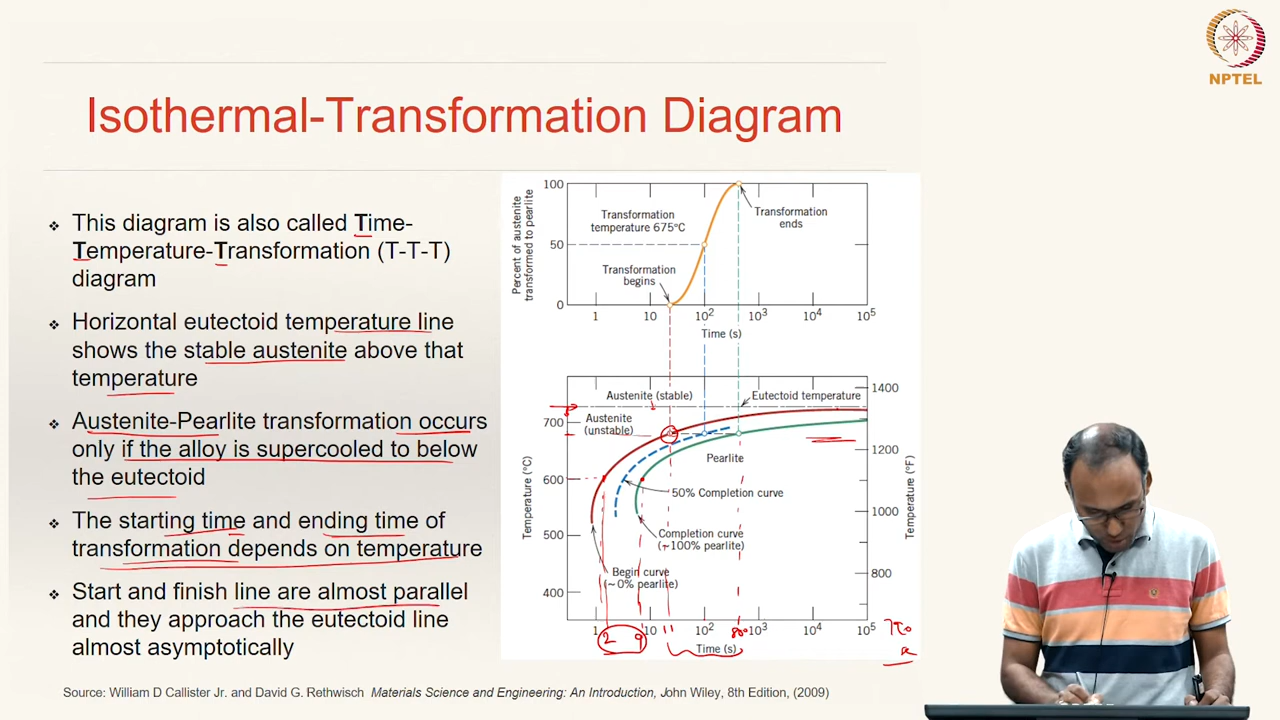 NPTEL
Isothermal-Transformation Diagram
❖ This diagram is also called Time-
Temperature-Transformation (T-T-T)
diagram
❖ Horizontal eutectoid temperature line
shows the stable austenite above that
temperature
❖ Austenite-Pearlite transformation occurs
only if the alloy is supercooled to below
the eutectoid
❖ The starting time and ending time of
transformation depends on temperature
❖ Start and finish line are almost parallel
and they approach the eutectoid line
almost asymptotically
Percent of austenite
transformed to pearlite
100
50
0
Transformation
temperature 675°C
Transformation
ends
Transformation
begins
1 10 10² 10³ 10⁴ 10⁵
Time (s)
Austenite (stable)
Eutectoid temperature
Austenite
(unstable)
Pearlite
50% Completion curve
Completion curve
(~100% pearlite)
Begin curve
(~0% pearlite)
Temperature (°C)
700
600
500
400
Temperature (°F)
1400
1200
1000
800
1 10 10² 10³ 10⁴ 10⁵
2 9
Time (s)
Source: William D Callister Jr. and David G. Rethwisch Materials Science and Engineering: An Introduction, John Wiley, 8th Edition, (2009)